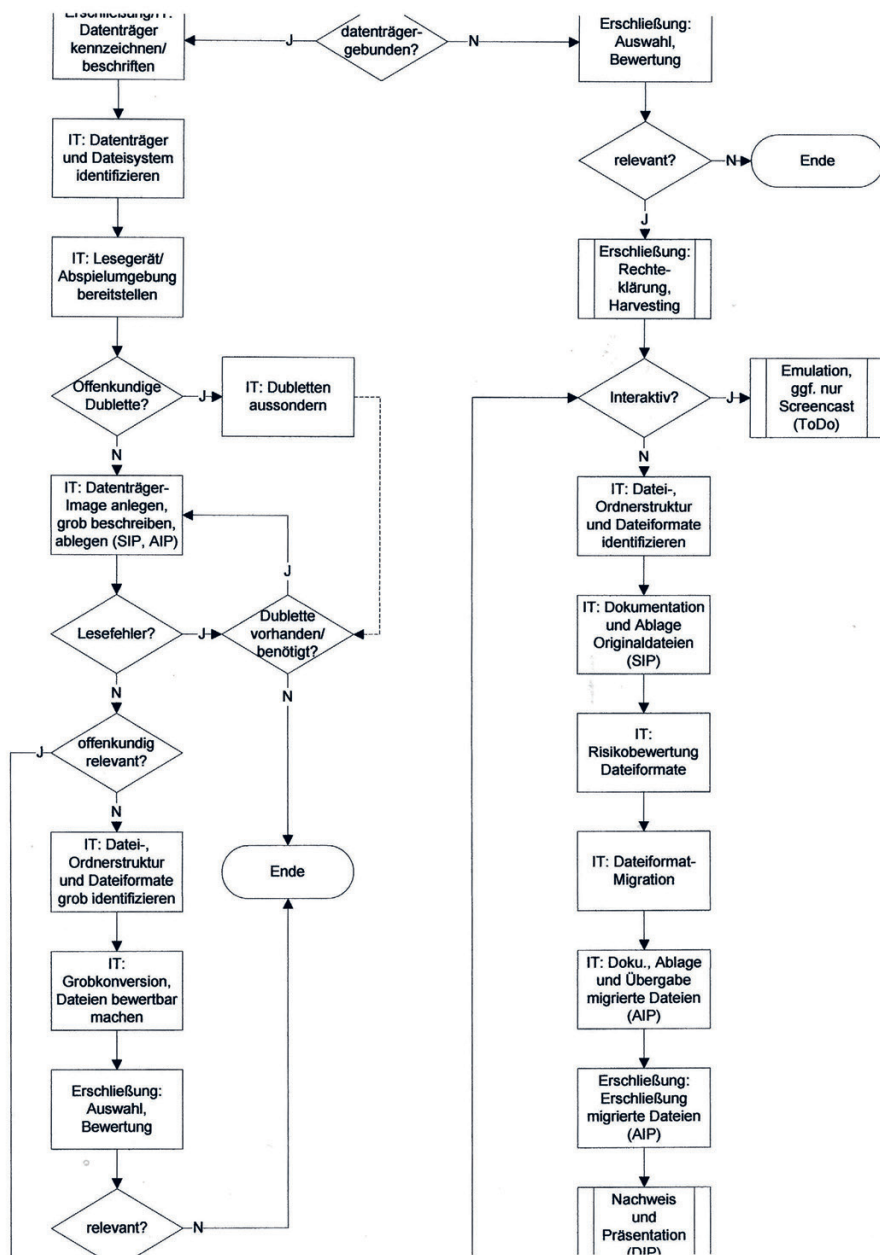 Erschließung/IT:
Datenträger
kennzeichnen/
beschriften
J
datenträger-
gebunden?
N
Erschließung:
Auswahl,
Bewertung
IT: Datenträger
und Dateisystem
identifizieren
relevant?
N
Ende
J
IT: Lesegerät/
Abspielumgebung
bereitstellen
Erschließung:
Rechte-
klärung,
Harvesting
Offenkundige
Dublette?
J
IT: Dubletten
aussondern
Interaktiv?
J
Emulation,
ggf. nur
Screencast
(ToDo)
N
N
IT: Datenträger-
Image anlegen,
grob beschreiben,
ablegen (SIP, AIP)
IT: Datei-,
Ordnerstruktur
und Dateiformate
identifizieren
J
Lesefehler?
J
Dublette
vorhanden/
benötigt?
IT: Dokumentation
und Ablage
Originaldateien
(SIP)
N
N
J
offenkundig
relevant?
IT:
Risikobewertung
Dateiformate
N
IT: Datei-,
Ordnerstruktur
und Dateiformate
grob identifizieren
Ende
IT: Dateiformat-
Migration
IT:
Grobkonversion,
Dateien bewertbar
machen
IT: Doku., Ablage
und Übergabe
migrierte Dateien
(AIP)
Erschließung:
Auswahl,
Bewertung
Erschließung:
Erschließung
migrierte Dateien
(AIP)
relevant?
N
Nachweis
und
Präsentation
(DIP)